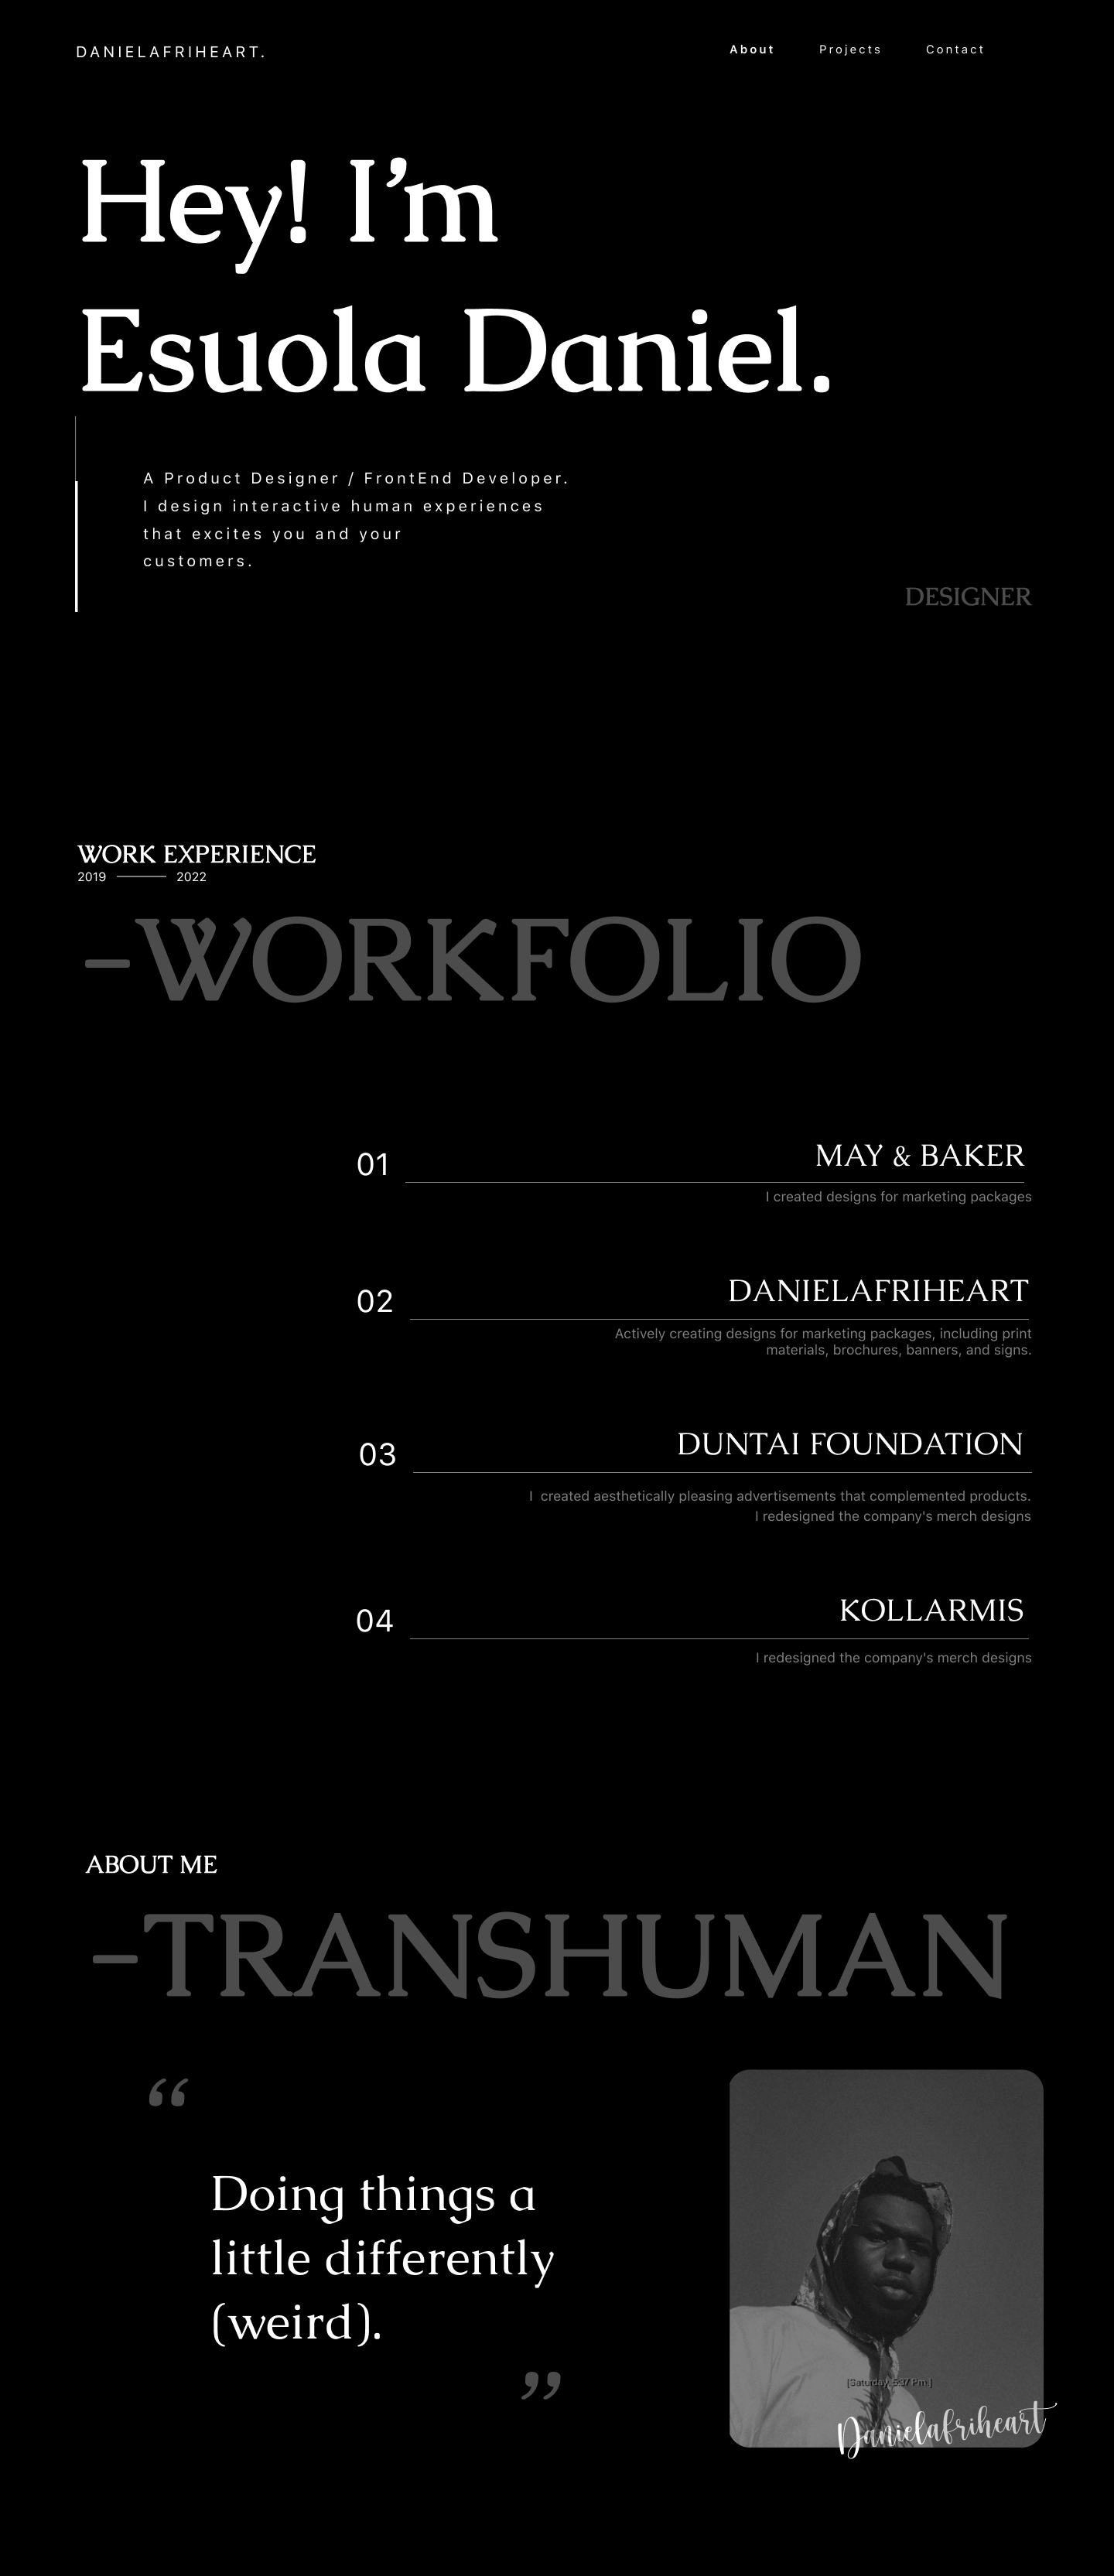 DANIELAFRIHEART.
About Projects Contact
Hey! I’m
Esuola Daniel.
A Product Designer / FrontEnd Developer.
I design interactive human experiences
that excites you and your
customers.
DESIGNER
WORK EXPERIENCE
2019 2022
–WORKFOLIO
01 MAY & BAKER
I created designs for marketing packages
02 DANIELAFRIHEART
Actively creating designs for marketing packages, including print
materials, brochures, banners, and signs.
03 DUNTAI FOUNDATION
I created aesthetically pleasing advertisements that complemented products.
I redesigned the company's merch designs
04 KOLLARMIS
I redesigned the company's merch designs
ABOUT ME
–TRANSHUMAN
“
Doing things a
little differently
(weird).
”
[Saturday, 5:37 Pm ]
Danielafriheart